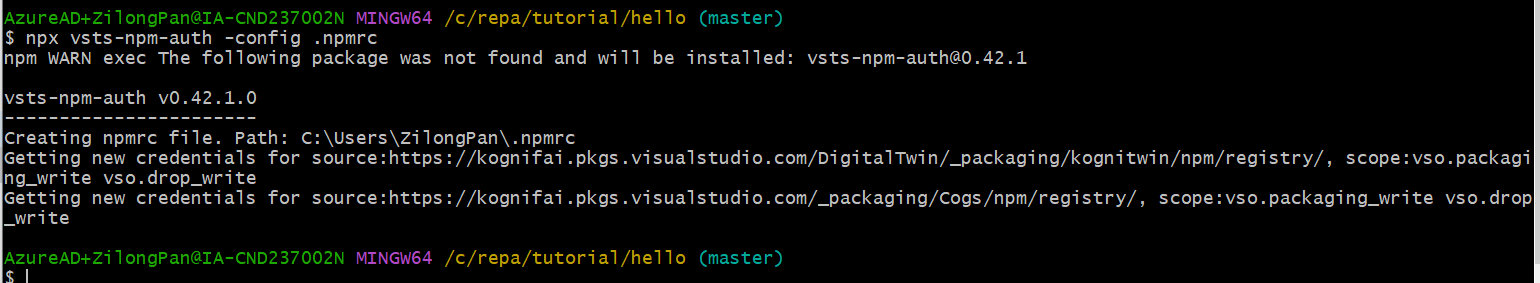 AzureAD+ZilongPan@IA-CND237002N MINGW64 /c/repa/tutorial/hello (master)
$ npx vsts-npm-auth -config .npmrc
npm WARN exec The following package was not found and will be installed: vsts-npm-auth@0.42.1
vsts-npm-auth v0.42.1.0
-----------------------
Creating npmrc file. Path: C:\Users\ZilongPan\.npmrc
Getting new credentials for source:https://kognifai.pkgs.visualstudio.com/DigitalTwin/_packaging/kognitwin/npm/registry/, scope:vso.packagi
ng_write vso.drop_write
Getting new credentials for source:https://kognifai.pkgs.visualstudio.com/_packaging/Cogs/npm/registry/, scope:vso.packaging_write vso.drop
_write
AzureAD+ZilongPan@IA-CND237002N MINGW64 /c/repa/tutorial/hello (master)
$